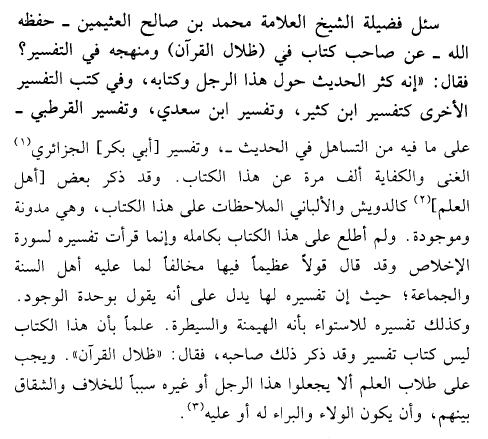 سئل فضيلة الشيخ العلامة محمد بن صالح العثيمين ـ حفظه
الله ـ عن صاحب كتاب في (ظلال القرآن) ومنهجه في التفسير؟
فقال: «إنه كثر الحديث حول هذا الرجل وكتابه، وفي كتب التفسير
الأخرى كتفسير ابن كثير، وتفسير ابن سعدي، وتفسير القرطبي ـ
على ما فيه من التساهل في الحديث ـ، وتفسير [أبي بكر] الجزائري(١)
الغنى والكفاية ألف مرة عن هذا الكتاب. وقد ذكر بعض [أهل
العلم](٢) كالدويش والألباني الملاحظات على هذا الكتاب، وهي مدونة
وموجودة. ولم أطلع على هذا الكتاب بكامله وإنما قرأت تفسيره لسورة
الإخلاص وقد قال قولاً عظيماً فيها مخالفاً لما عليه أهل السنة
والجماعة؛ حيث إن تفسيره لها يدل على أنه يقول بوحدة الوجود.
وكذلك تفسيره للاستواء بأنه الهيمنة والسيطرة. علماً بأن هذا الكتاب
ليس كتاب تفسير وقد ذكر ذلك صاحبه، فقال: «ظلال القرآن». ويجب
على طلاب العلم ألا يجعلوا هذا الرجل أو غيره سبباً للخلاف والشقاق
بينهم، وأن يكون الولاء والبراء له أو عليه(٣).